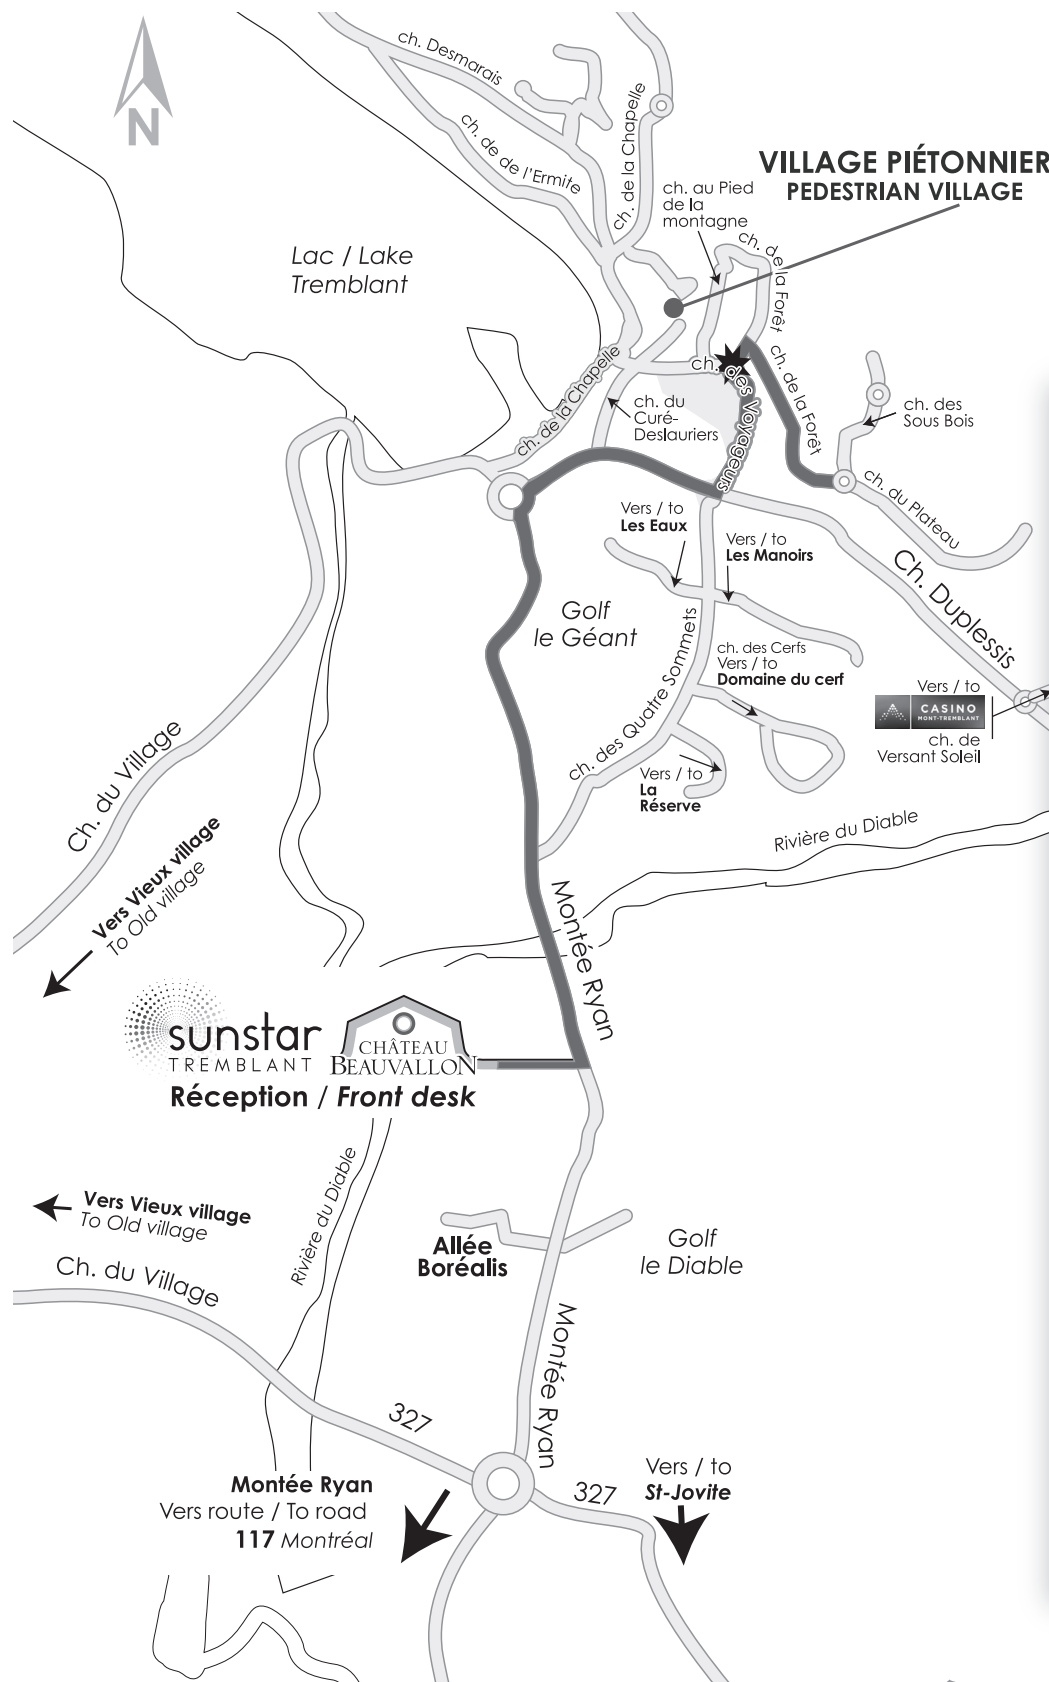 N
ch. Desmarais
ch. de de l'Ermite
ch. de la Chapelle
VILLAGE PIÉTONNIER
PEDESTRIAN VILLAGE
ch. au Pied
de la
montagne
ch. de la Forêt
Lac / Lake
Tremblant
ch. de la Forêt
ch. de la Chapelle
ch. des Voyageurs
ch. du
Curé-
Deslauriers
ch. des
Sous Bois
ch. du Plateau
Vers / to
Les Eaux
Vers / to
Les Manoirs
Ch. Duplessis
Golf
le Géant
ch. des Quatre Sommets
ch. des Cerfs
Vers / to
Domaine du cerf
Vers / to
CASINO
MONT-TREMBLANT
ch. de
Versant Soleil
Vers / to
La
Réserve
Ch. du Village
Rivière du Diable
Vers Vieux village
To Old village
Montée Ryan
sunstar
TREMBLANT
CHÂTEAU
BEAUVALLON
Réception / Front desk
Rivière du Diable
Vers Vieux village
To Old village
Allée
Boréalis
Golf
le Diable
Ch. du Village
Montée Ryan
327
Montée Ryan
Vers route / To road
117 Montréal
327
Vers / to
St-Jovite